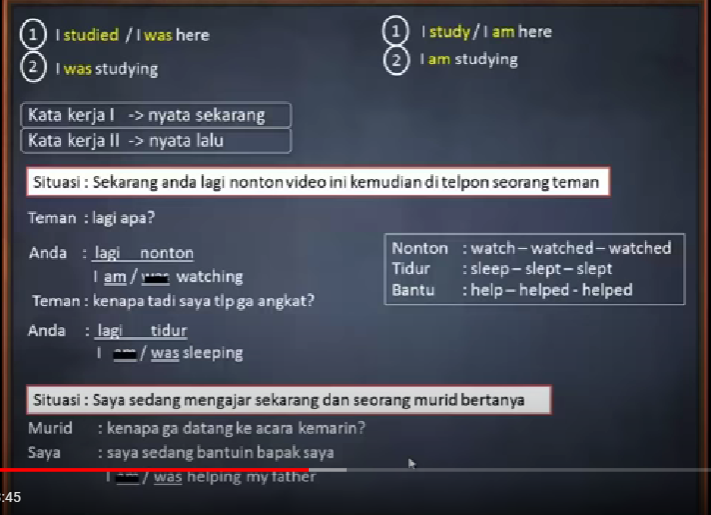 1 I studied / I was here
2 I was studying
1 I study / I am here
2 I am studying
Kata kerja I -> nyata sekarang
Kata kerja II -> nyata lalu
Situasi : Sekarang anda lagi nonton video ini kemudian di telpon seorang teman
Teman : lagi apa?
Anda : lagi nonton
I am / was watching
Teman : kenapa tadi saya tlp ga angkat?
Anda : lagi tidur
I am / was sleeping
Nonton : watch – watched – watched
Tidur : sleep – slept – slept
Bantu : help – helped - helped
Situasi : Saya sedang mengajar sekarang dan seorang murid bertanya
Murid : kenapa ga datang ke acara kemarin?
Saya : saya sedang bantuin bapak saya
I am / was helping my father
:45